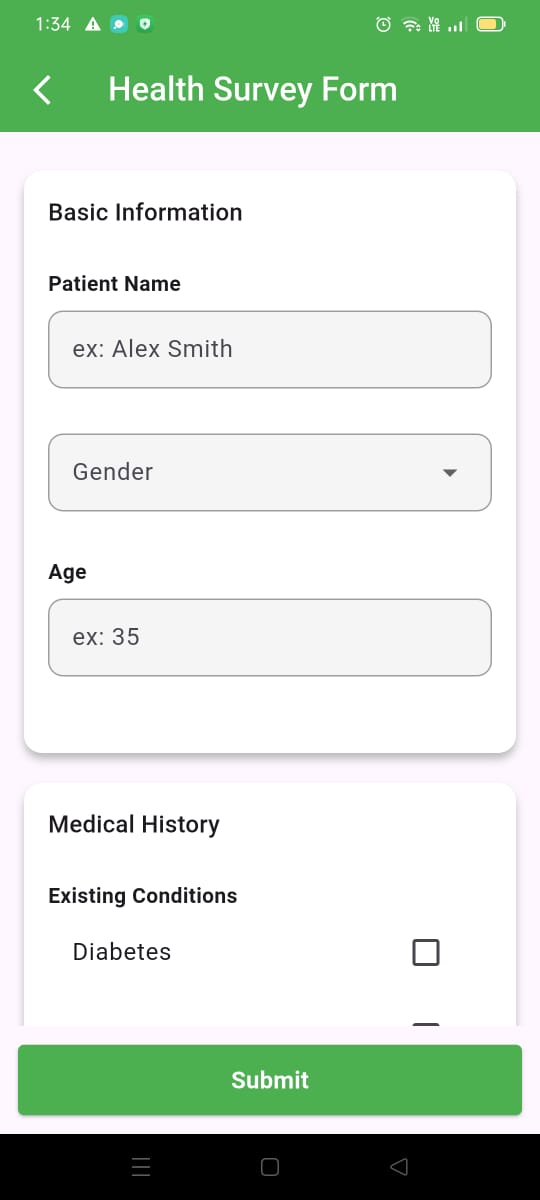 1:34
Vo LTE
Health Survey Form
Basic Information
Patient Name
ex: Alex Smith
Gender
Age
ex: 35
Medical History
Existing Conditions
Diabetes
Submit